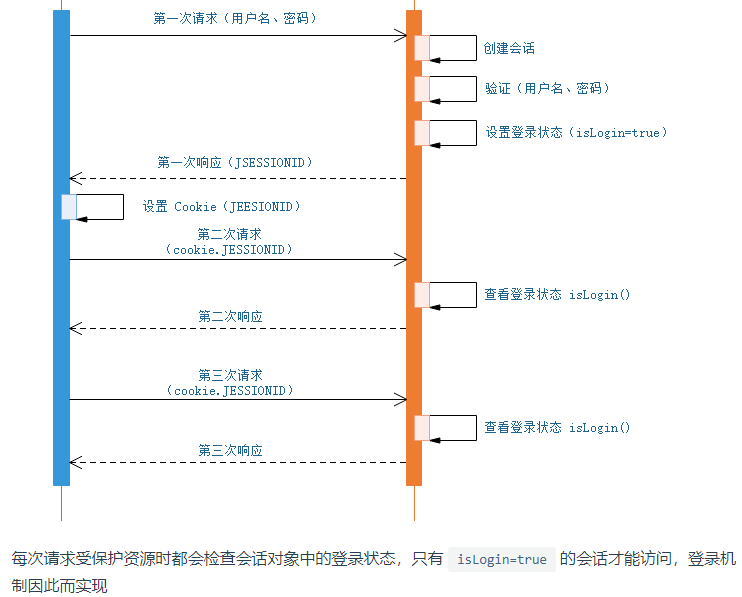 第一次请求（用户名、密码）
创建会话
验证（用户名、密码）
设置登录状态（isLogin=true）
第一次响应（JSESSIONID）
设置 Cookie（JEESIONID）
第二次请求
（cookie.JESSIONID）
查看登录状态 isLogin()
第二次响应
第三次请求
（cookie.JESSIONID）
查看登录状态 isLogin()
第三次响应
每次请求受保护资源时都会检查会话对象中的登录状态，只有 isLogin=true 的会话才能访问，登录机
制因此而实现